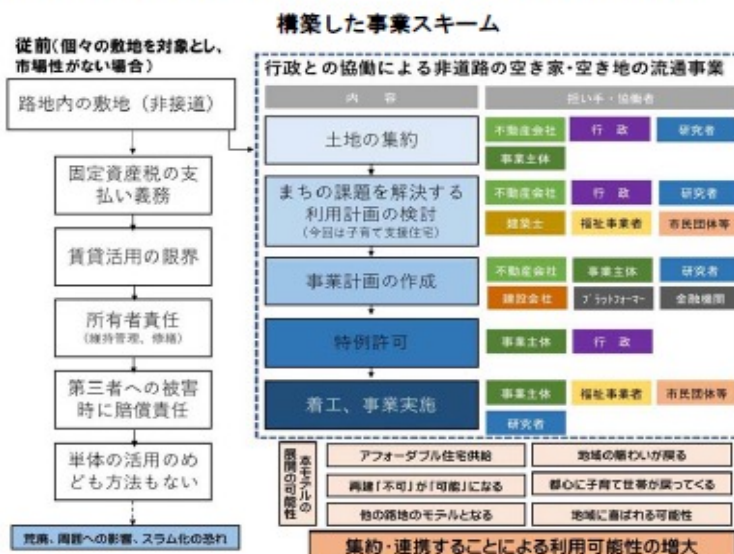 構築した事業スキーム
従前(個々の敷地を対象とし、
市場性がない場合)
路地内の敷地(非接道)
固定資産税の支
払い義務
賃貸活用の限界
所有者責任
(維持管理、修繕)
第三者への被害
時に賠償責任
単体の活用のめ
ども方法もない
荒廃、周囲への影響、スラム化の恐れ
行政との協働による非道路の空き家・空き地の流通事業
内 容
担い手・協働者
土地の集約
不動産会社
行 政
研究者
事業主体
まちの課題を解決する
利用計画の検討
(今回は子育て支援住宅)
不動産会社
行 政
研究者
建築士
福祉事業者
市民団体等
事業計画の作成
不動産会社
事業主体
研究者
建設会社
プラットフォーマー
金融機関
特例許可
事業主体
行 政
着工、事業実施
事業主体
福祉事業者
市民団体等
研究者
本モデルの
展開の可能性
アフォーダブル住宅供給
地域の賑わいが戻る
再建「不可」が「可能」になる
都心に子育て世帯が戻ってくる
他の路地のモデルとなる
地域に喜ばれる可能性
集約・連携することによる利用可能性の増大